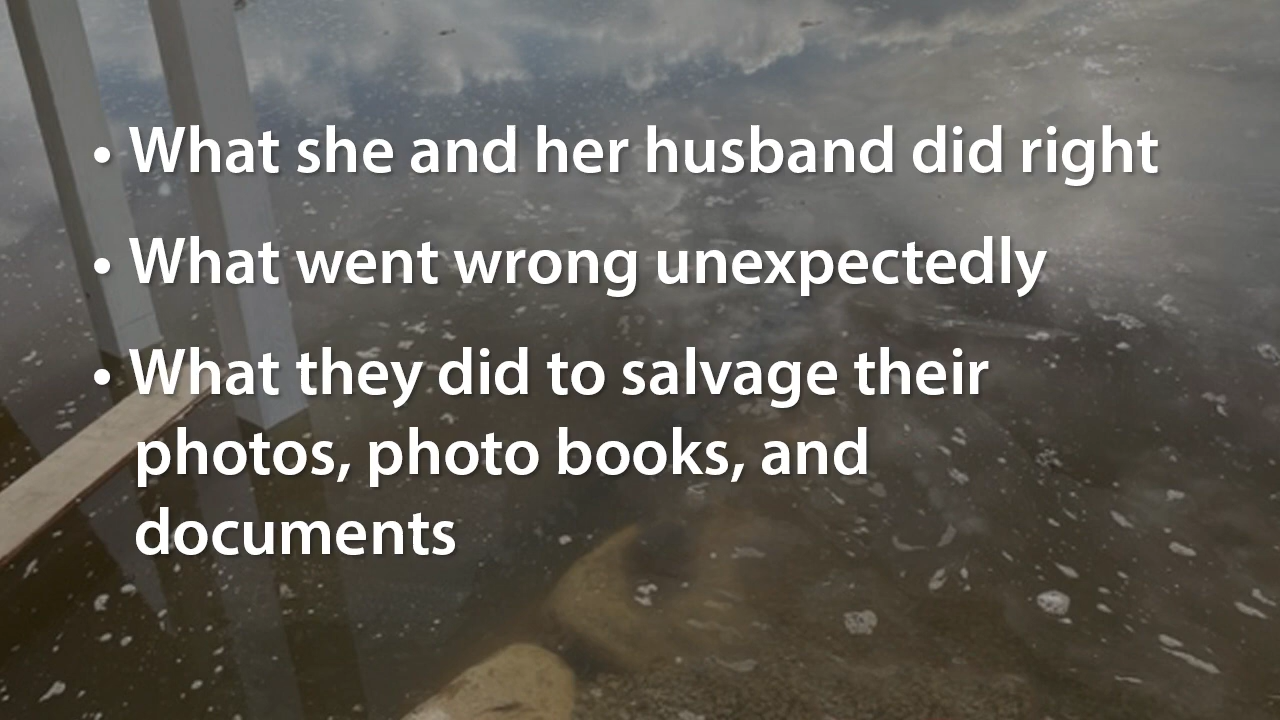 • What she and her husband did right
• What went wrong unexpectedly
• What they did to salvage their
photos, photo books, and
documents